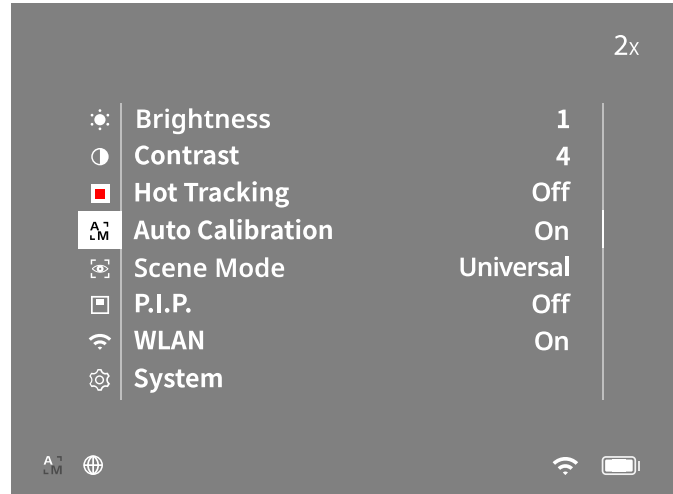 2x
Brightness 1
Contrast 4
Hot Tracking Off
A M Auto Calibration On
Scene Mode Universal
P.I.P. Off
WLAN On
System
A M